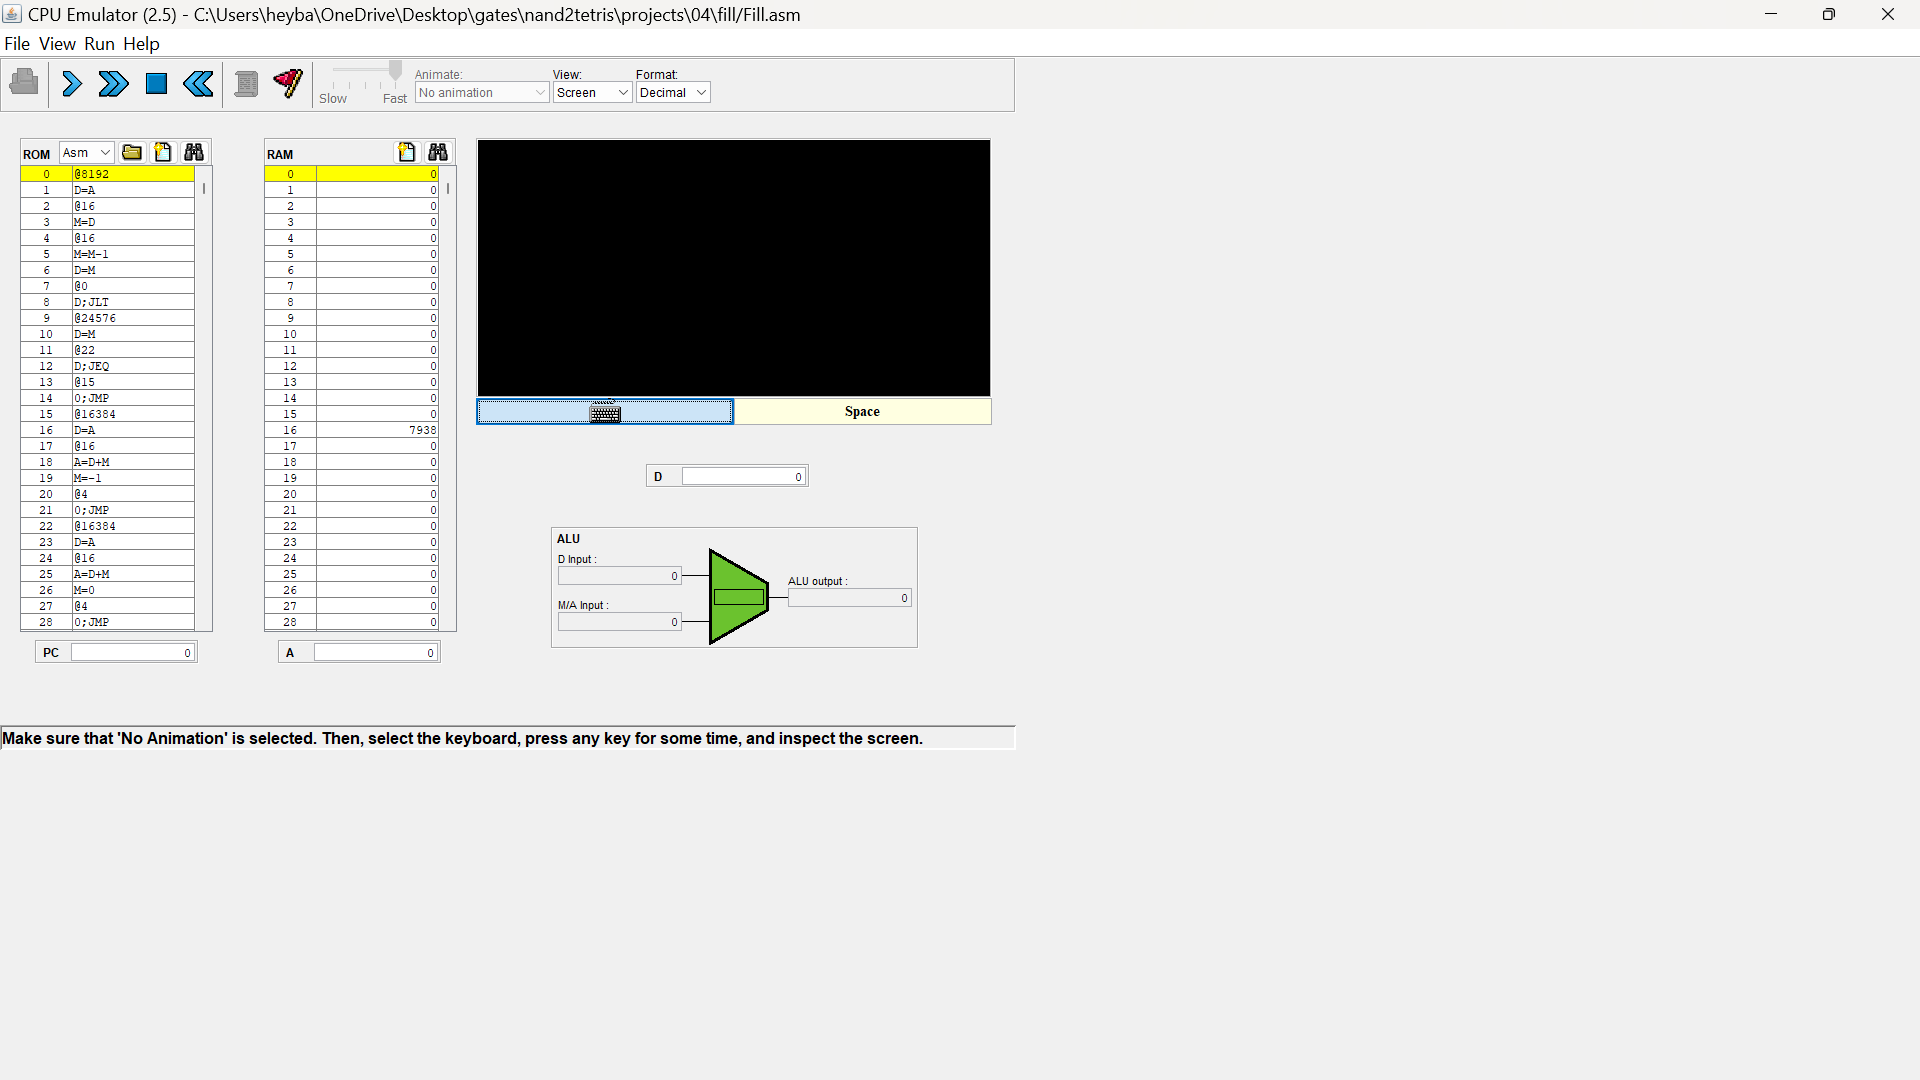 CPU Emulator (2.5) - C:\Users\heyba\OneDrive\Desktop\gates\nand2tetris\projects\04\fill/Fill.asm
File View Run Help
Slow Fast
Animate:
No animation
View:
Screen
Format:
Decimal
ROM Asm
0 @8192
1 D=A
2 @16
3 M=D
4 @16
5 M=M-1
6 D=M
7 @0
8 D;JLT
9 @24576
10 D=M
11 @22
12 D;JEQ
13 @15
14 0;JMP
15 @16384
16 D=A
17 @16
18 A=D+M
19 M=-1
20 @4
21 0;JMP
22 @16384
23 D=A
24 @16
25 A=D+M
26 M=0
27 @4
28 0;JMP
PC 0
RAM
0 0
1 0
2 0
3 0
4 0
5 0
6 0
7 0
8 0
9 0
10 0
11 0
12 0
13 0
14 0
15 0
16 7938
17 0
18 0
19 0
20 0
21 0
22 0
23 0
24 0
25 0
26 0
27 0
28 0
A 0
Space
D 0
ALU
D Input :
0
M/A Input :
0
ALU output :
0
Make sure that 'No Animation' is selected. Then, select the keyboard, press any key for some time, and inspect the screen.